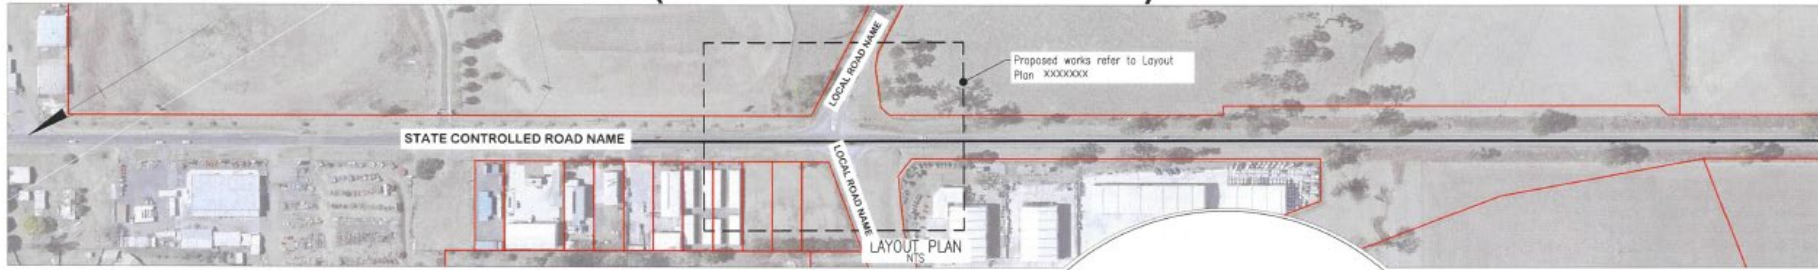 LOCAL ROAD NAME
Proposed works refer to Layout
Plan XXXXXXX
STATE CONTROLLED ROAD NAME
LOCAL ROAD NAME
LAYOUT PLAN
NTS